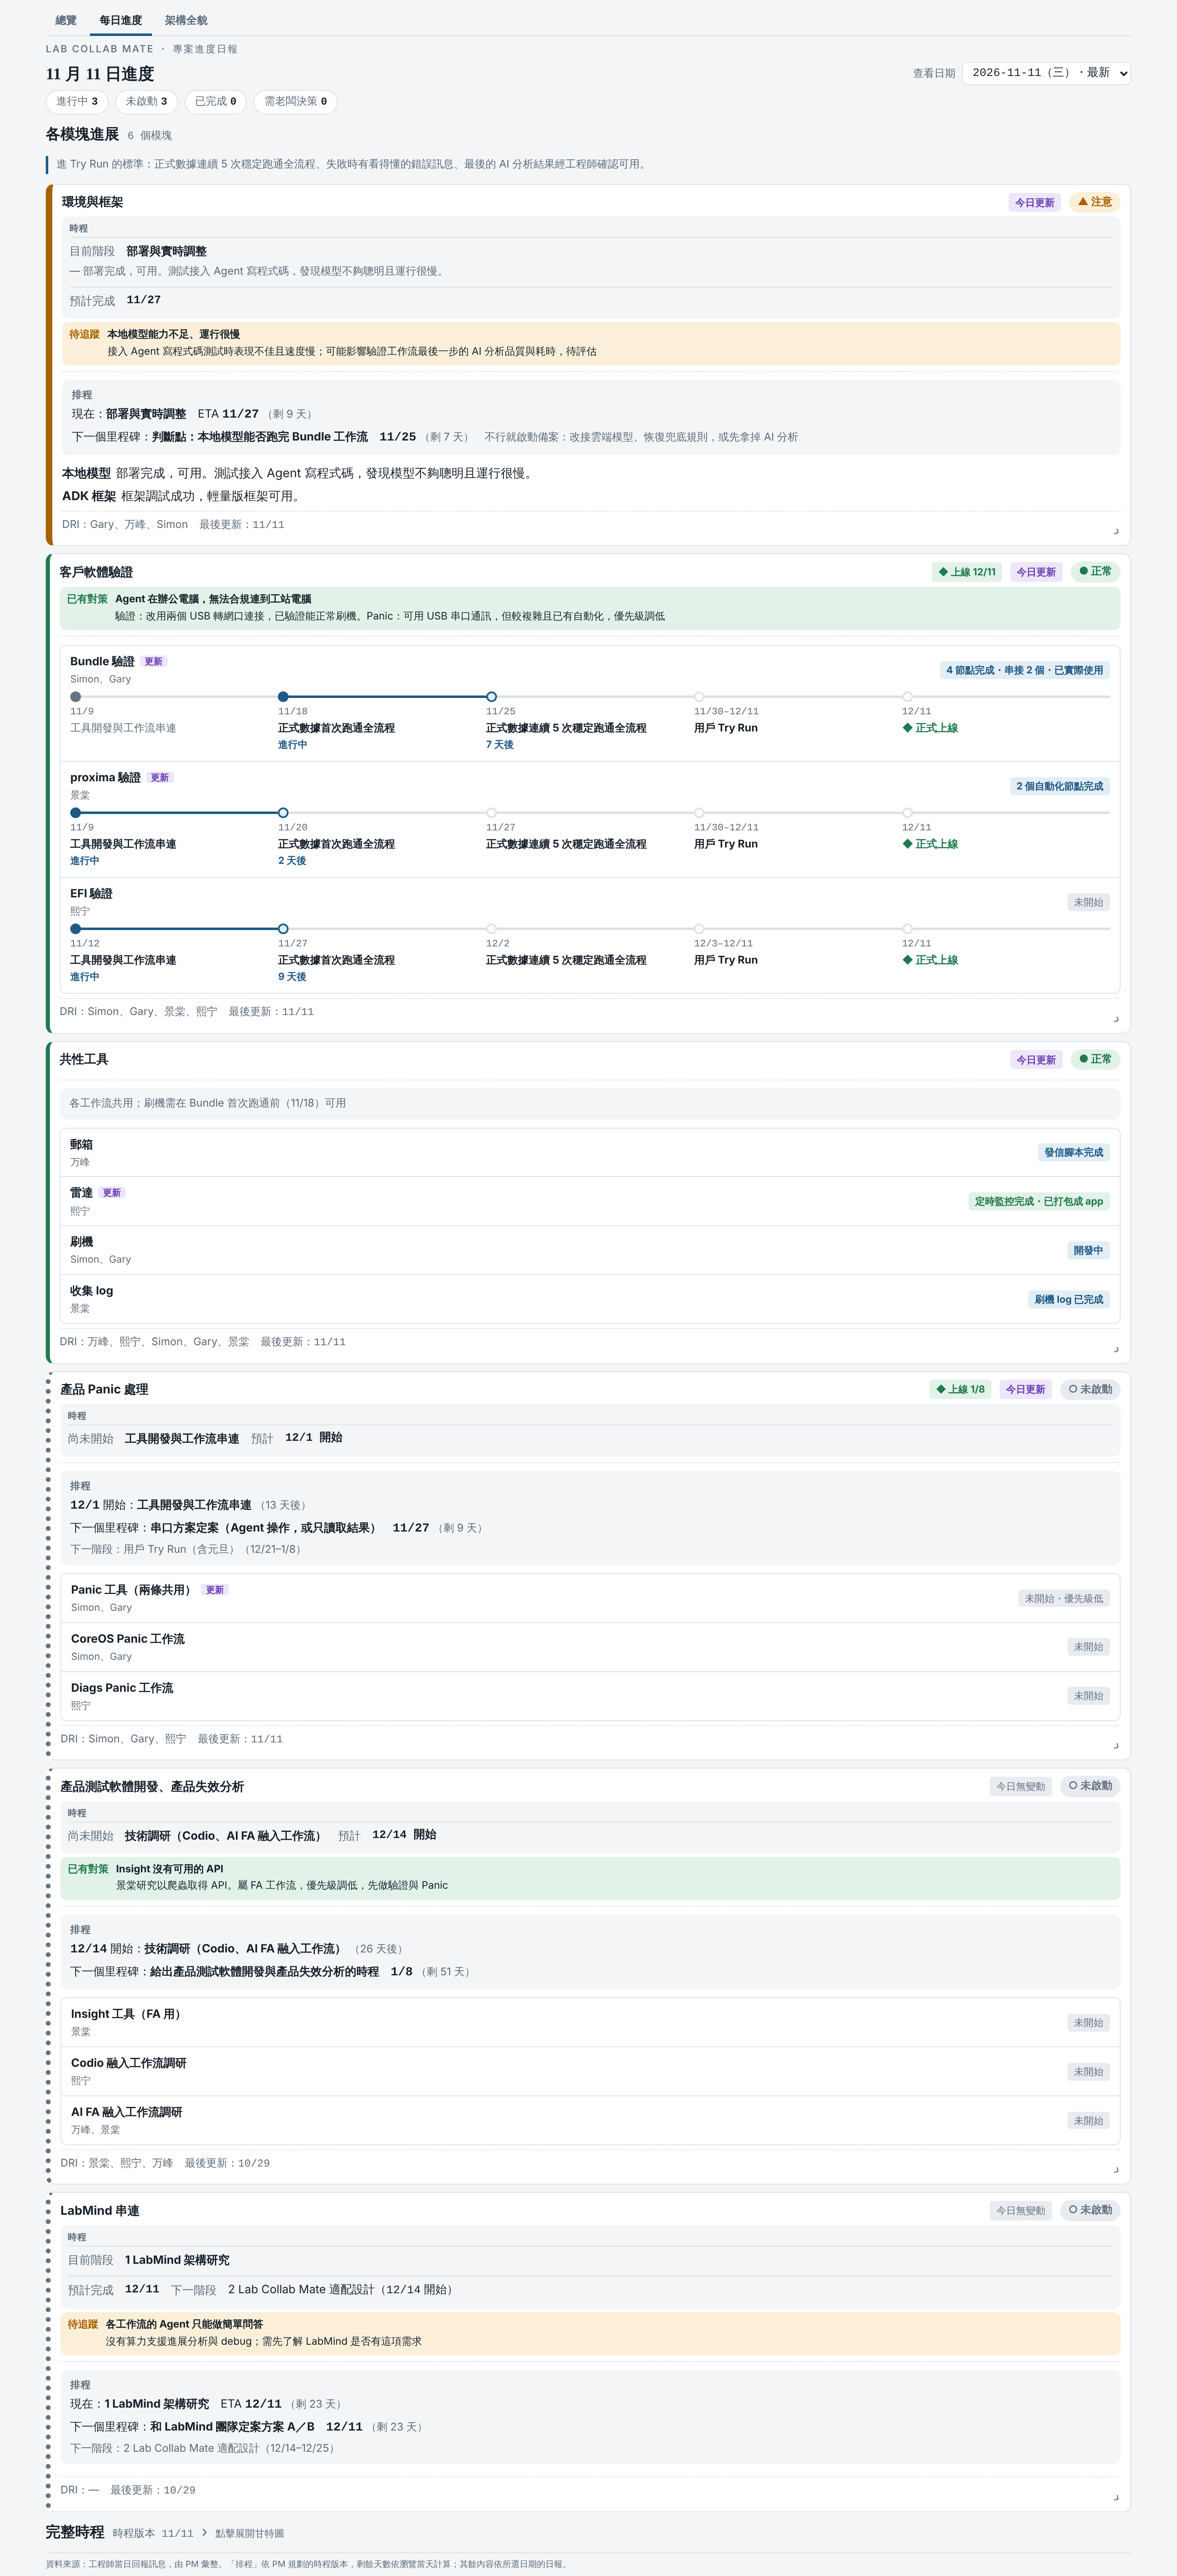 總覽 每日進度 架構全貌
LAB COLLAB MATE · 專案進度日報
11 月 11 日進度
查看日期 2026-11-11（三）・最新
進行中 3 未啟動 3 已完成 0 需老闆決策 0
各模塊進展 6 個模塊
進 Try Run 的標準：正式數據連續 5 次穩定跑通全流程、失敗時有看得懂的錯誤訊息、最後的 AI 分析結果經工程師確認可用。
環境與框架 今日更新 ▲ 注意
時程
目前階段 部署與實時調整
— 部署完成，可用。測試接入 Agent 寫程式碼，發現模型不夠聰明且運行很慢。
預計完成 11/27
待追蹤 本地模型能力不足、運行很慢
接入 Agent 寫程式碼測試時表現不佳且速度慢；可能影響驗證工作流最後一步的 AI 分析品質與耗時，待評估
排程
現在：部署與實時調整 ETA 11/27（剩 9 天）
下一個里程碑：判斷點：本地模型能否跑完 Bundle 工作流 11/25（剩 7 天） 不行就啟動備案：改接雲端模型、恢復兜底規則，或先拿掉 AI 分析
本地模型 部署完成，可用。測試接入 Agent 寫程式碼，發現模型不夠聰明且運行很慢。
ADK 框架 框架調試成功，輕量版框架可用。
DRI：Gary、万峰、Simon 最後更新：11/11
客戶軟體驗證 ◆ 上線 12/11 今日更新 ● 正常
已有對策 Agent 在辦公電腦，無法合規連到工站電腦
驗證：改用兩個 USB 轉網口連接，已驗證能正常刷機。Panic：可用 USB 串口通訊，但較複雜且已有自動化，優先級調低
Bundle 驗證 更新
Simon、Gary
4 節點完成・串接 2 個・已實際使用
11/9 11/18 11/25 11/30–12/11 12/11
工具開發與工作流串連 正式數據首次跑通全流程 正式數據連續 5 次穩定跑通全流程 用戶 Try Run ◆ 正式上線
進行中 7 天後
proxima 驗證 更新
景棠
2 個自動化節點完成
11/9 11/20 11/27 11/30–12/11 12/11
工具開發與工作流串連 正式數據首次跑通全流程 正式數據連續 5 次穩定跑通全流程 用戶 Try Run ◆ 正式上線
進行中 2 天後
EFI 驗證
熙宁
未開始
11/12 11/27 12/2 12/3–12/11 12/11
工具開發與工作流串連 正式數據首次跑通全流程 正式數據連續 5 次穩定跑通全流程 用戶 Try Run ◆ 正式上線
進行中 9 天後
DRI：Simon、Gary、景棠、熙宁 最後更新：11/11
共性工具 今日更新 ● 正常
各工作流共用；刷機需在 Bundle 首次跑通前（11/18）可用
郵箱
万峰
發信腳本完成
雷達 更新
熙宁
定時監控完成・已打包成 app
刷機
Simon、Gary
開發中
收集 log
景棠
刷機 log 已完成
DRI：万峰、熙宁、Simon、Gary、景棠 最後更新：11/11
產品 Panic 處理 ◆ 上線 1/8 今日更新 ○ 未啟動
時程
尚未開始 工具開發與工作流串連 預計 12/1 開始
排程
12/1 開始：工具開發與工作流串連（13 天後）
下一個里程碑：串口方案定案（Agent 操作，或只讀取結果） 11/27（剩 9 天）
下一階段：用戶 Try Run（含元旦）（12/21–1/8）
Panic 工具（兩條共用） 更新
Simon、Gary
未開始・優先級低
CoreOS Panic 工作流
Simon、Gary
未開始
Diags Panic 工作流
熙宁
未開始
DRI：Simon、Gary、熙宁 最後更新：11/11
產品測試軟體開發、產品失效分析 今日無變動 ○ 未啟動
時程
尚未開始 技術調研（Codio、AI FA 融入工作流） 預計 12/14 開始
已有對策 Insight 沒有可用的 API
景棠研究以爬蟲取得 API。屬 FA 工作流，優先級調低，先做驗證與 Panic
排程
12/14 開始：技術調研（Codio、AI FA 融入工作流）（26 天後）
下一個里程碑：給出產品測試軟體開發與產品失效分析的時程 1/8（剩 51 天）
Insight 工具（FA 用）
景棠
未開始
Codio 融入工作流調研
熙宁
未開始
AI FA 融入工作流調研
万峰、景棠
未開始
DRI：景棠、熙宁、万峰 最後更新：10/29
LabMind 串連 今日無變動 ○ 未啟動
時程
目前階段 1 LabMind 架構研究
預計完成 12/11 下一階段 2 Lab Collab Mate 適配設計（12/14 開始）
待追蹤 各工作流的 Agent 只能做簡單問答
沒有算力支援進展分析與 debug；需先了解 LabMind 是否有這項需求
排程
現在：1 LabMind 架構研究 ETA 12/11（剩 23 天）
下一個里程碑：和 LabMind 團隊定案方案 A／B 12/11（剩 23 天）
下一階段：2 Lab Collab Mate 適配設計（12/14–12/25）
DRI：— 最後更新：10/29
完整時程 時程版本 11/11 › 點擊展開甘特圖
資料來源：工程師當日回報訊息，由 PM 彙整。「排程」依 PM 規劃的時程版本，剩餘天數依瀏覽當天計算；其餘內容依所選日期的日報。